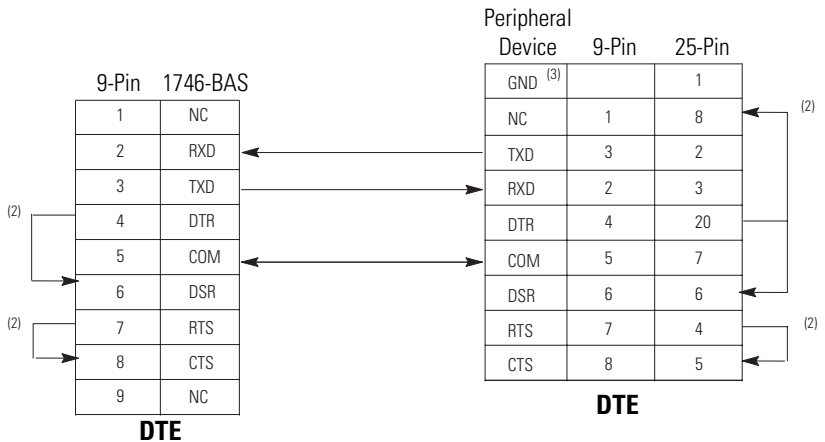 Peripheral
Device 9-Pin 25-Pin
9-Pin 1746-BAS
GND (3) 1
1 NC
NC 1 8 (2)
2 RXD
TXD 3 2
3 TXD
RXD 2 3
(2) 4 DTR
DTR 4 20
5 COM
COM 5 7
6 DSR
DSR 6 6
(2) 7 RTS
RTS 7 4 (2)
8 CTS
CTS 8 5
9 NC
DTE
DTE